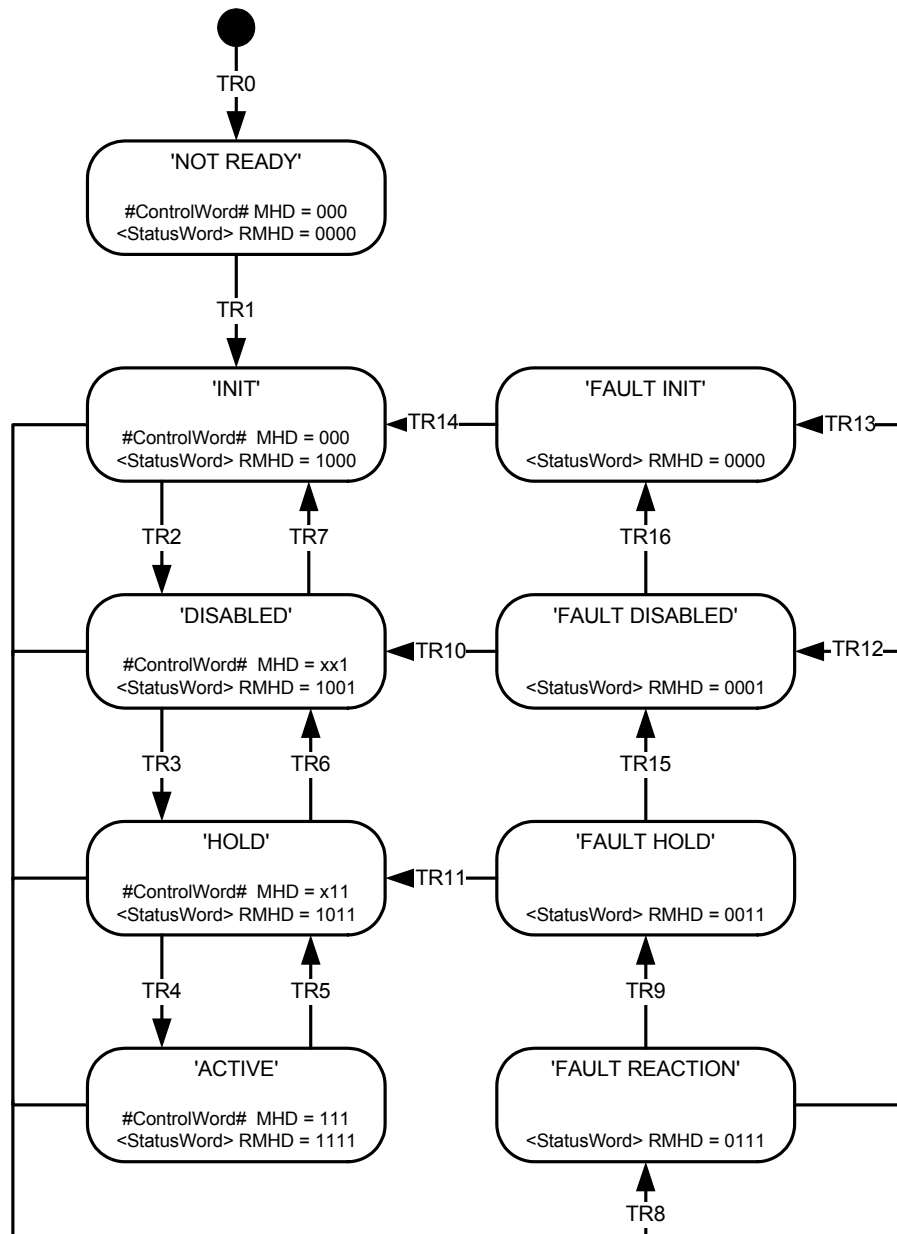 TR0
'NOT READY'
#ControlWord# MHD = 000
<StatusWord> RMHD = 0000
TR1
'INIT'
#ControlWord#  MHD = 000
<StatusWord> RMHD = 1000
'FAULT INIT'
<StatusWord> RMHD = 0000
TR14
TR13
TR2
TR7
TR16
'DISABLED'
#ControlWord#  MHD = xx1
<StatusWord> RMHD = 1001
'FAULT DISABLED'
<StatusWord> RMHD = 0001
TR10
TR12
TR3
TR6
TR15
'HOLD'
#ControlWord#  MHD = x11
<StatusWord> RMHD = 1011
'FAULT HOLD'
<StatusWord> RMHD = 0011
TR11
TR4
TR5
TR9
'ACTIVE'
#ControlWord#  MHD = 111
<StatusWord> RMHD = 1111
'FAULT REACTION'
<StatusWord> RMHD = 0111
TR8